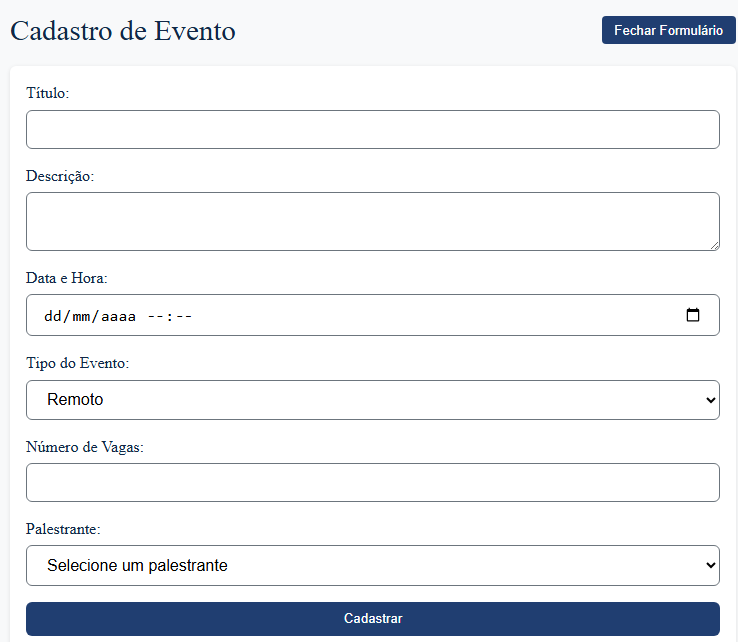 Cadastro de Evento
Fechar Formulário
Título:
Descrição:
Data e Hora:
dd/mm/aaaa --:--
Tipo do Evento:
Remoto
Número de Vagas:
Palestrante:
Selecione um palestrante
Cadastrar